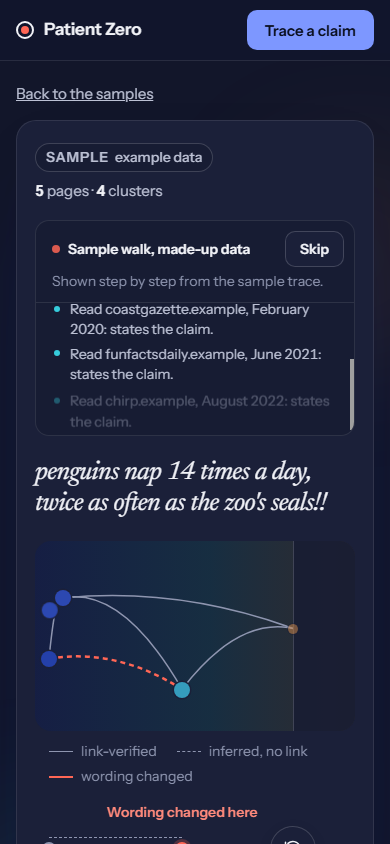 Patient Zero
Trace a claim
Back to the samples
SAMPLE example data
5 pages · 4 clusters
Sample walk, made-up data
Skip
Shown step by step from the sample trace.
Read coastgazette.example, February
2020: states the claim.
Read funfactsdaily.example, June 2021:
states the claim.
Read chirp.example, August 2022: states
the claim.
penguins nap 14 times a day,
twice as often as the zoo's seals!!
link-verified
inferred, no link
wording changed
Wording changed here